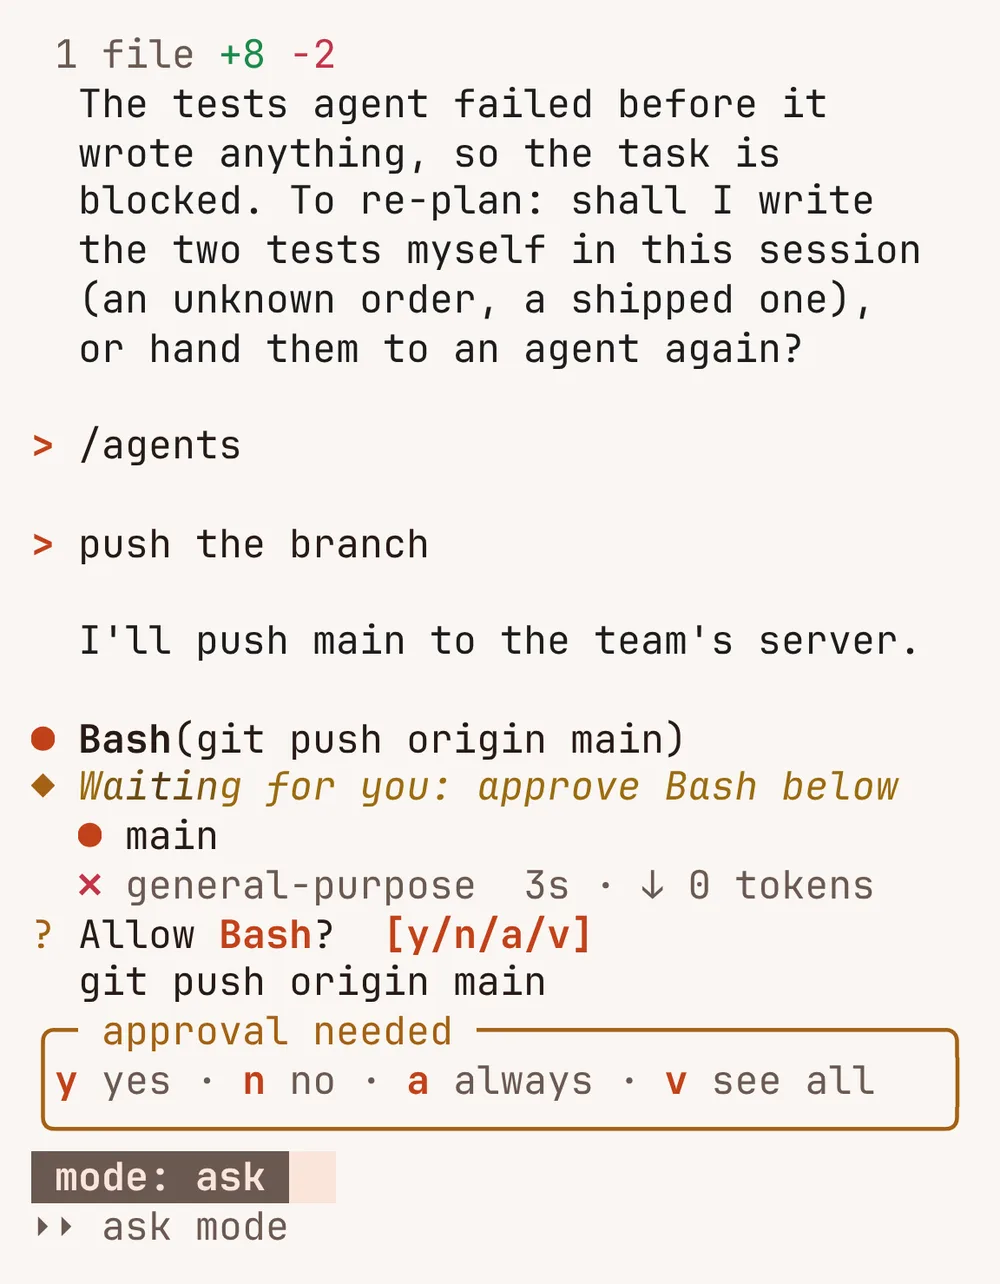 1 file +8 -2
The tests agent failed before it
wrote anything, so the task is
blocked. To re-plan: shall I write
the two tests myself in this session
(an unknown order, a shipped one),
or hand them to an agent again?
> /agents
> push the branch
I'll push main to the team's server.
● Bash(git push origin main)
◆ Waiting for you: approve Bash below
● main
× general-purpose 3s · ↓ 0 tokens
? Allow Bash? [y/n/a/v]
git push origin main
approval needed
y yes · n no · a always · v see all
mode: ask
▸▸ ask mode